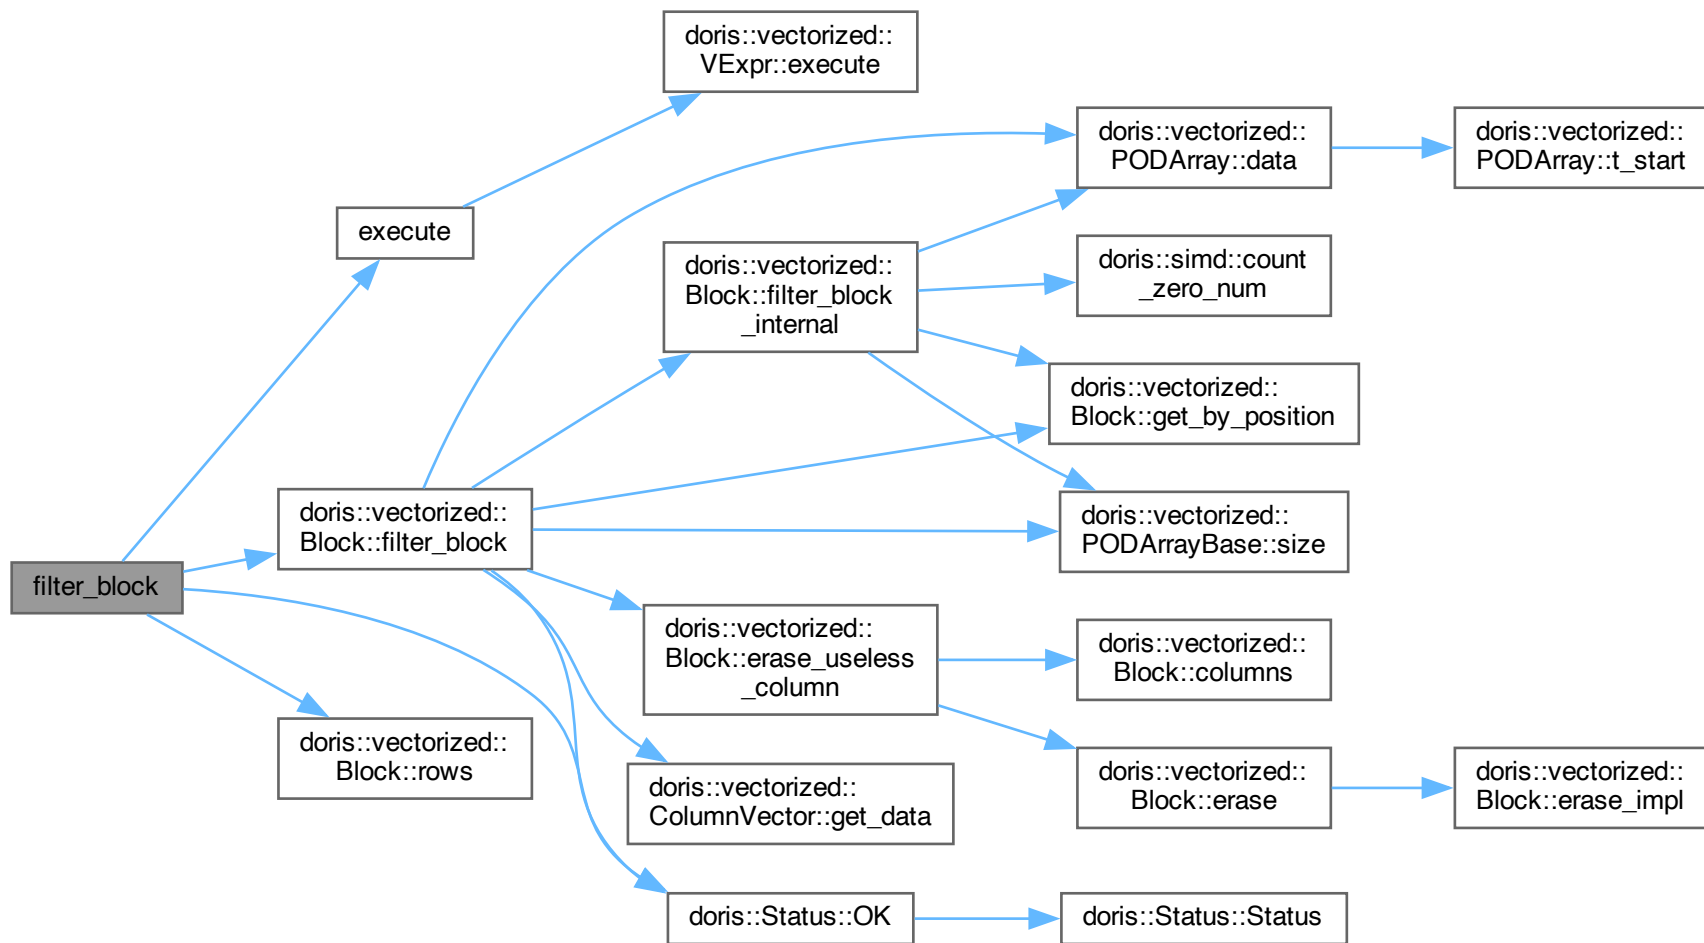 doris::vectorized::
VExpr::execute
doris::vectorized::
PODArray::data
doris::vectorized::
PODArray::t_start
execute
doris::vectorized::
Block::filter_block
_internal
doris::simd::count
_zero_num
doris::vectorized::
Block::get_by_position
doris::vectorized::
Block::filter_block
doris::vectorized::
PODArrayBase::size
filter_block
doris::vectorized::
Block::erase_useless
_column
doris::vectorized::
Block::columns
doris::vectorized::
Block::rows
doris::vectorized::
ColumnVector::get_data
doris::vectorized::
Block::erase
doris::vectorized::
Block::erase_impl
doris::Status::OK
doris::Status::Status